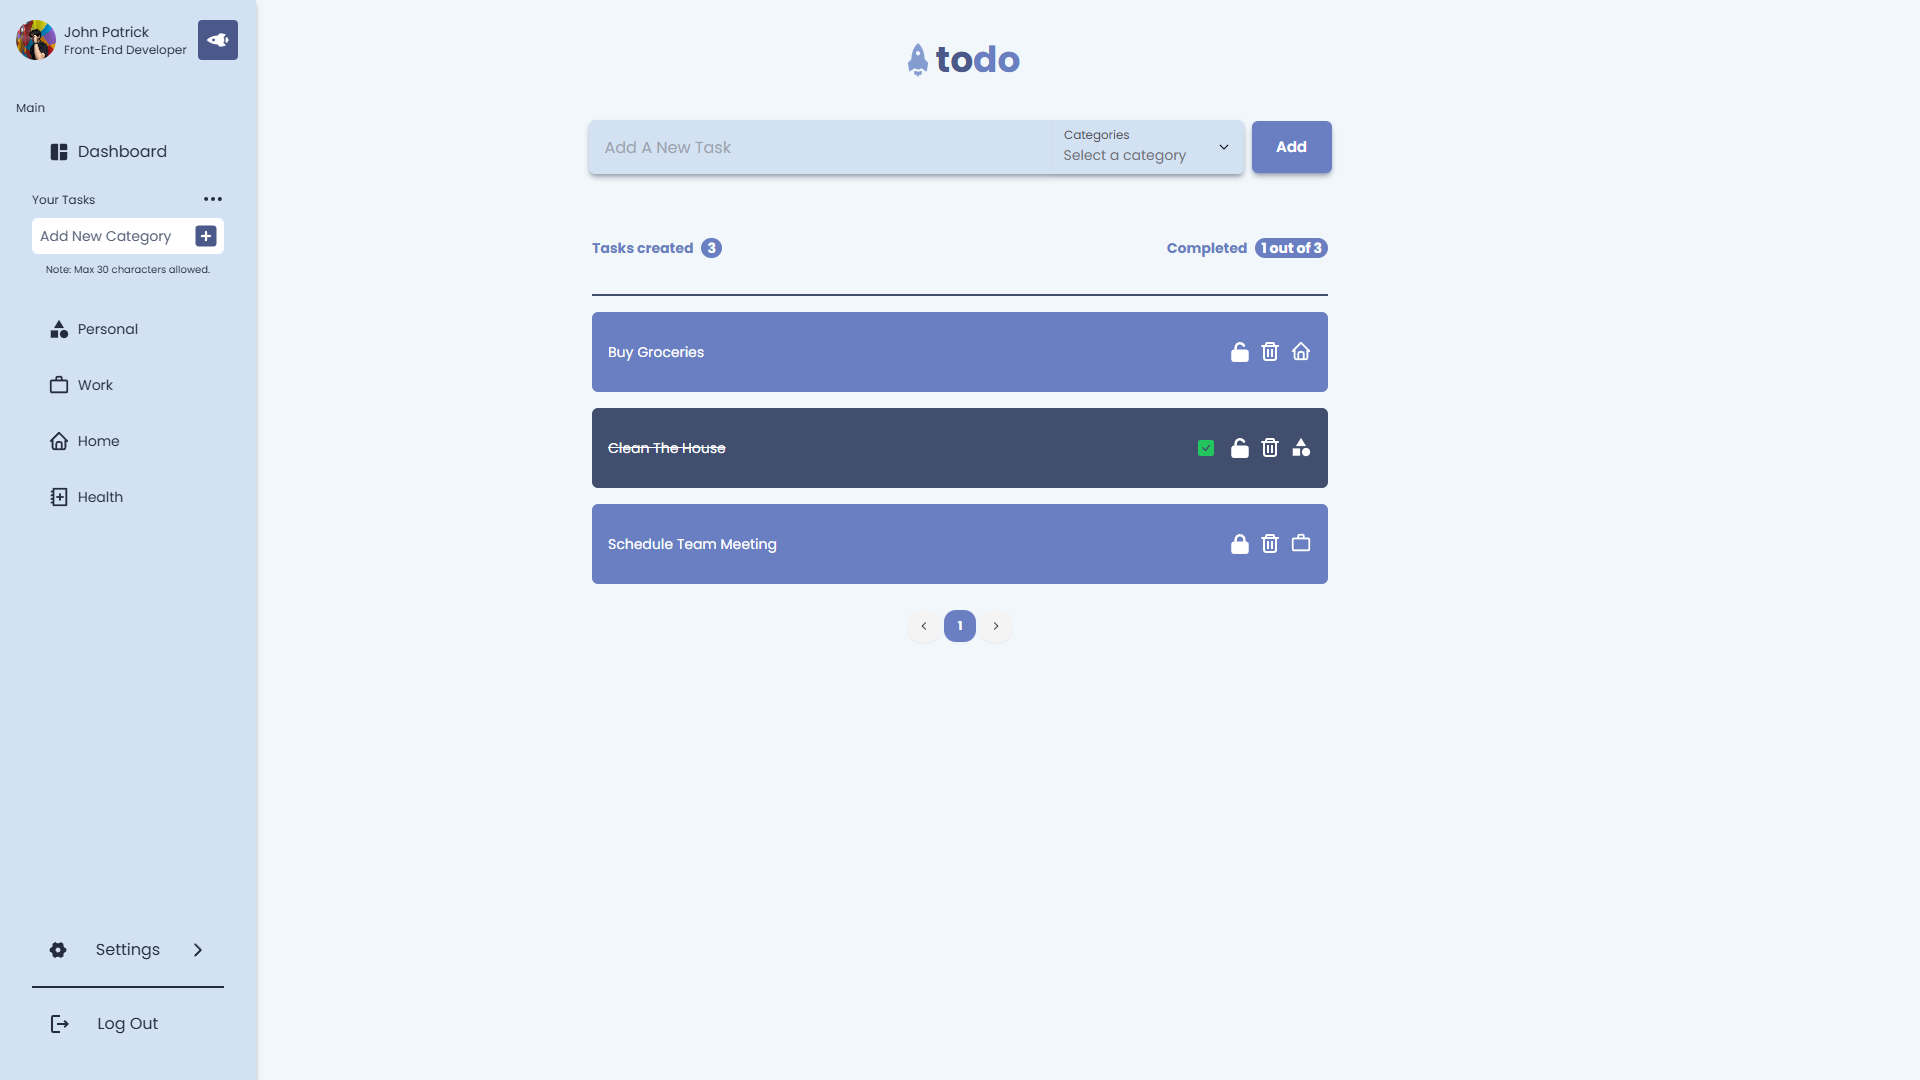 John Patrick
Front-End Developer
Main
Dashboard
Your Tasks
Add New Category
Note: Max 30 characters allowed.
Personal
Work
Home
Health
Settings
Log Out
todo
Add A New Task
Categories
Select a category
Add
Tasks created 3
Completed 1 out of 3
Buy Groceries
Clean The House
Schedule Team Meeting
1